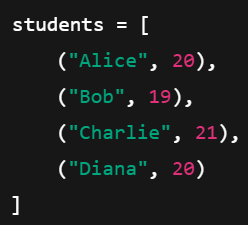 students = [
    ("Alice", 20),
    ("Bob", 19),
    ("Charlie", 21),
    ("Diana", 20)
]